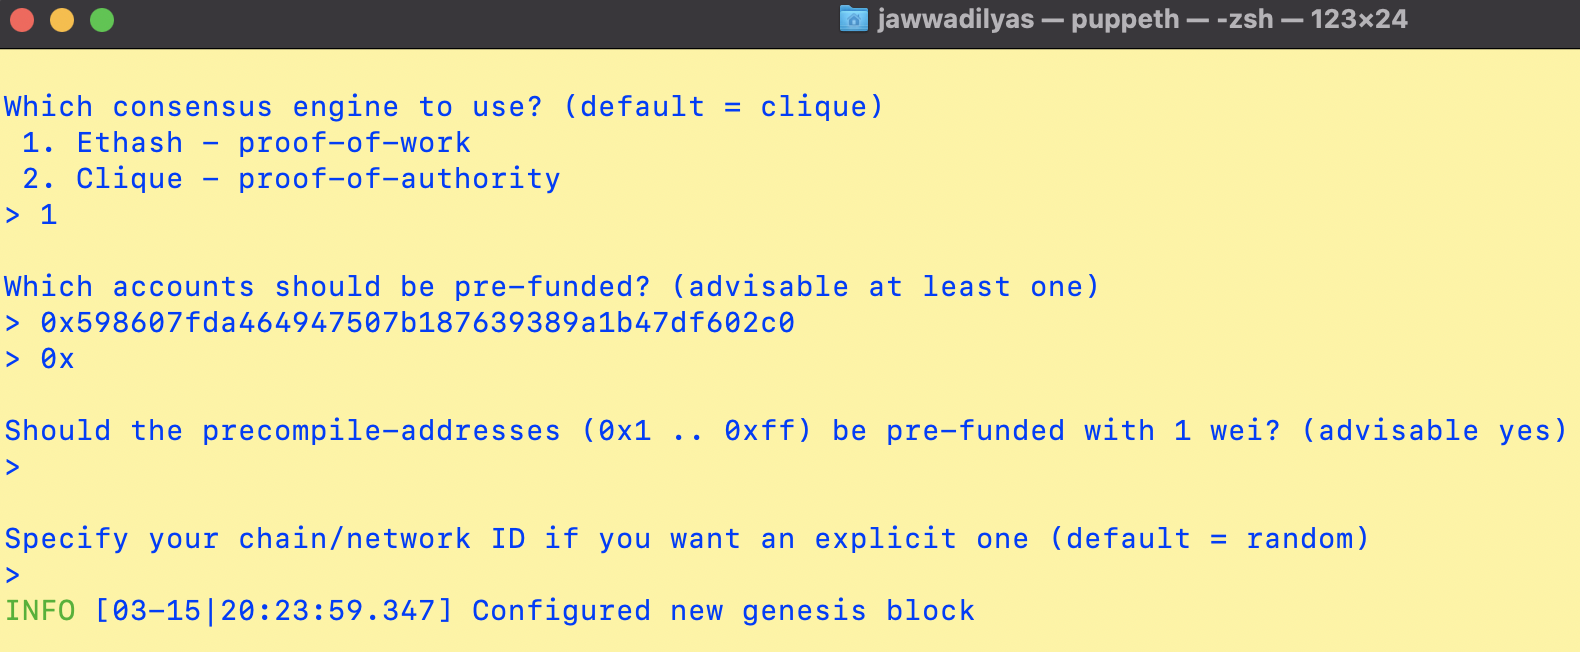 jawwadilyas — puppeth — -zsh — 123×24
Which consensus engine to use? (default = clique)
1. Ethash - proof-of-work
2. Clique - proof-of-authority
> 1
Which accounts should be pre-funded? (advisable at least one)
> 0x598607fda464947507b187639389a1b47df602c0
> 0x
Should the precompile-addresses (0x1 .. 0xff) be pre-funded with 1 wei? (advisable yes)
>
Specify your chain/network ID if you want an explicit one (default = random)
>
INFO [03-15|20:23:59.347] Configured new genesis block